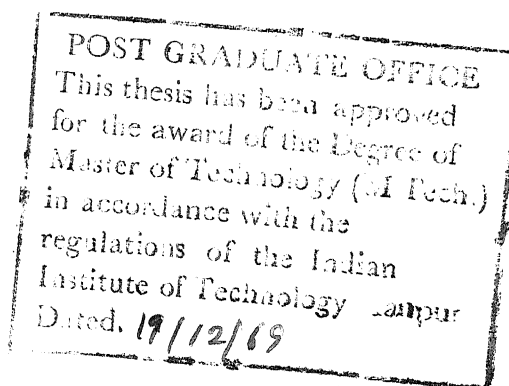 POST GRADUATE OFFICE
This thesis has been approved
for the award of the Degree of
Master of Technology (M Tech.)
in accordance with the
regulations of the Indian
Institute of Technology Kanpur
Dated. 19/12/69